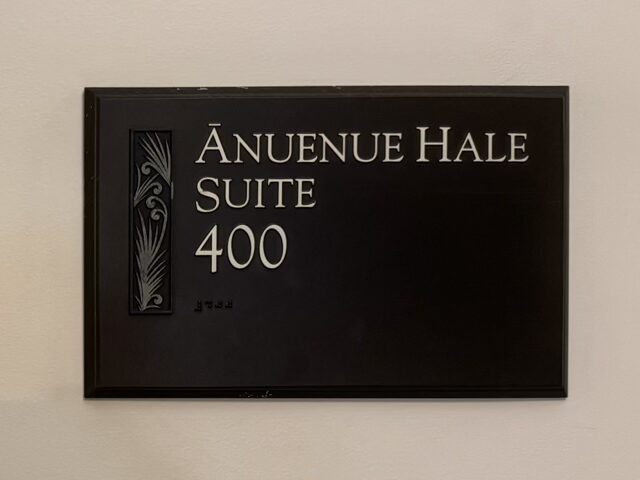 ĀNUENUE HALE
SUITE
400
⠼⠙⠚⠚